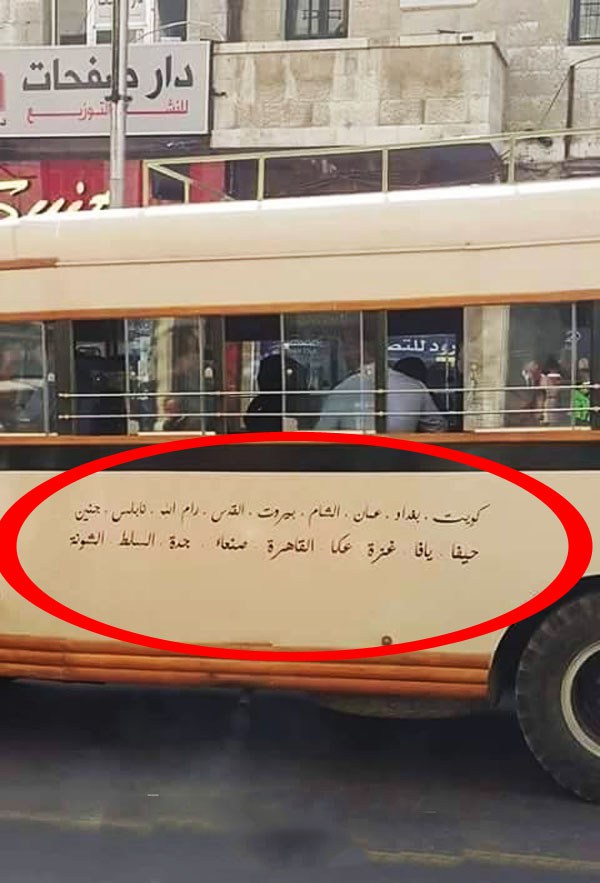 دار صفحات
للنشر والتوزيع
كويت . بغداد . عمان . الشام . بيروت . القدس . رام الله . نابلس . جنين
حيفا . يافا غزة عكا القاهرة . صنعاء . جدة . السلط الشونة